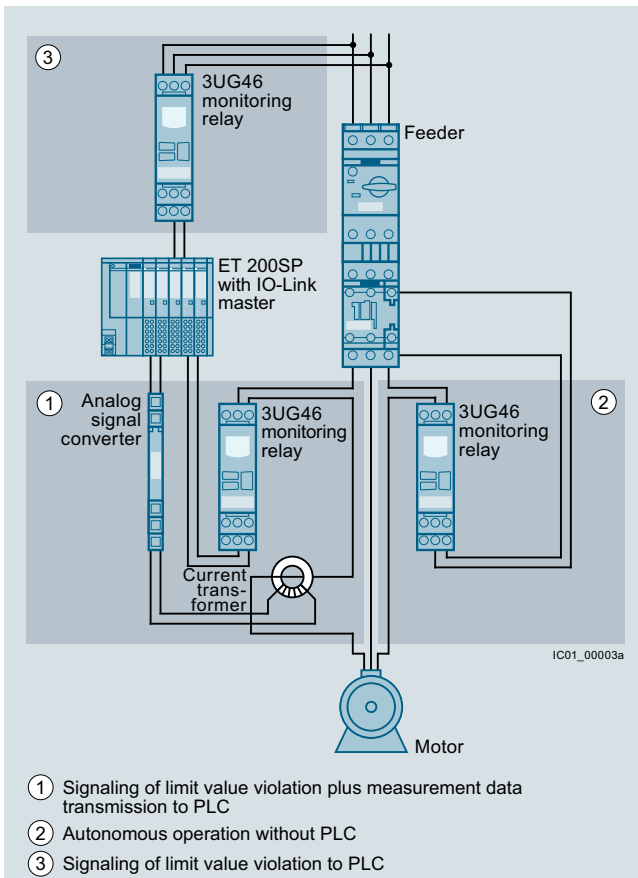 3
3UG46
monitoring
relay
Feeder
ET 200SP
with IO-Link
master
1
Analog
signal
converter
3UG46
monitoring
relay
3UG46
monitoring
relay
2
Current
trans-
former
IC01_00003a
Motor
1 Signaling of limit value violation plus measurement data
transmission to PLC
2 Autonomous operation without PLC
3 Signaling of limit value violation to PLC